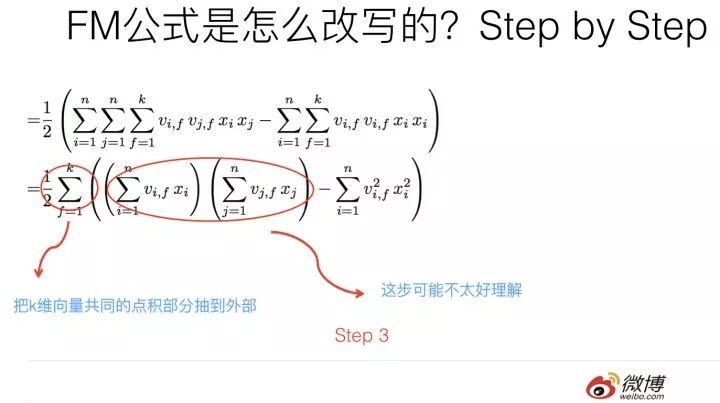 FM公式是怎么改写的？Step by Step
=\frac{1}{2} \left( \sum_{i=1}^{n} \sum_{j=1}^{n} \sum_{f=1}^{k} v_{i,f} v_{j,f} x_i x_j - \sum_{i=1}^{n} \sum_{f=1}^{k} v_{i,f} v_{i,f} x_i x_i \right)
=\frac{1}{2} \sum_{f=1}^{k} \left( \left( \sum_{i=1}^{n} v_{i,f} x_i \right) \left( \sum_{j=1}^{n} v_{j,f} x_j \right) - \sum_{i=1}^{n} v_{i,f}^2 x_i^2 \right)
把k维向量共同的点积部分抽到外部
这步可能不太好理解
Step 3
微博
weibo.com